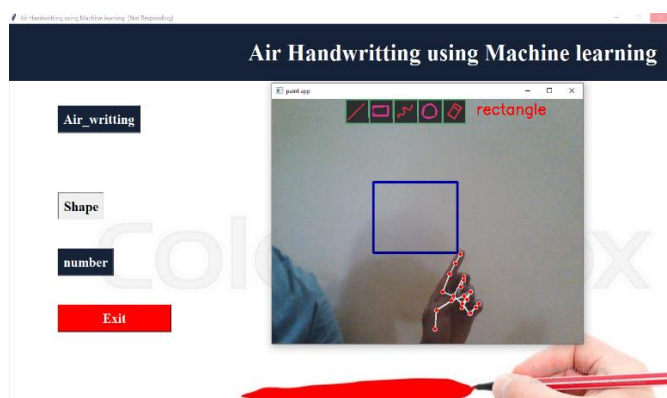 Air Handwritting using Machine learning (Not Responding)
Air Handwritting using Machine learning
paint app
rectangle
Air_writting
Shape
number
Exit